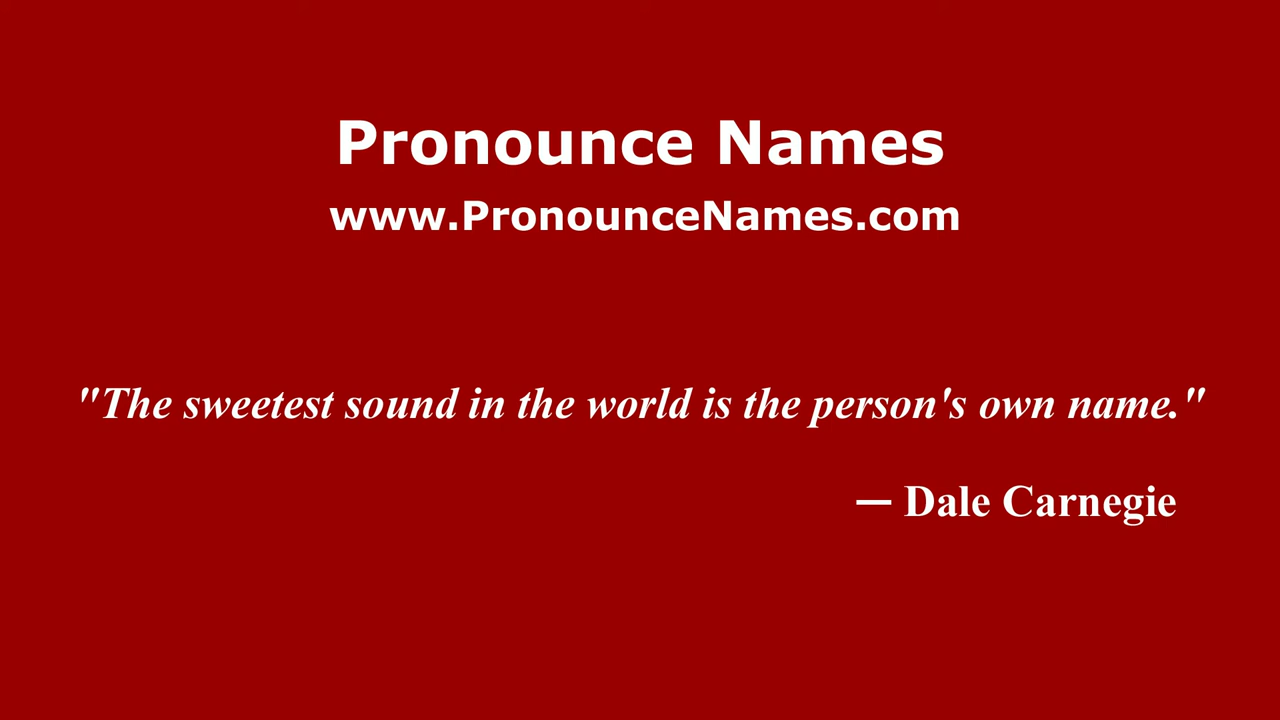 Pronounce Names
www.PronounceNames.com
"The sweetest sound in the world is the person's own name."
— Dale Carnegie